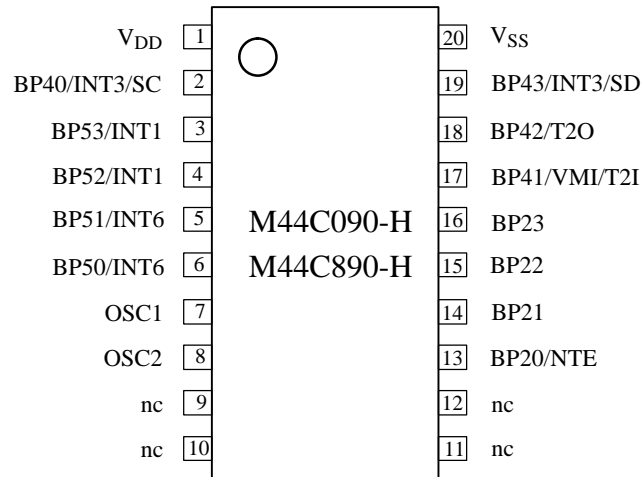 VDD 1 20 VSS
BP40/INT3/SC 2 19 BP43/INT3/SD
BP53/INT1 3 18 BP42/T2O
BP52/INT1 4 17 BP41/VMI/T2I
BP51/INT6 5 M44C090-H 16 BP23
BP50/INT6 6 M44C890-H 15 BP22
OSC1 7 14 BP21
OSC2 8 13 BP20/NTE
nc 9 12 nc
nc 10 11 nc